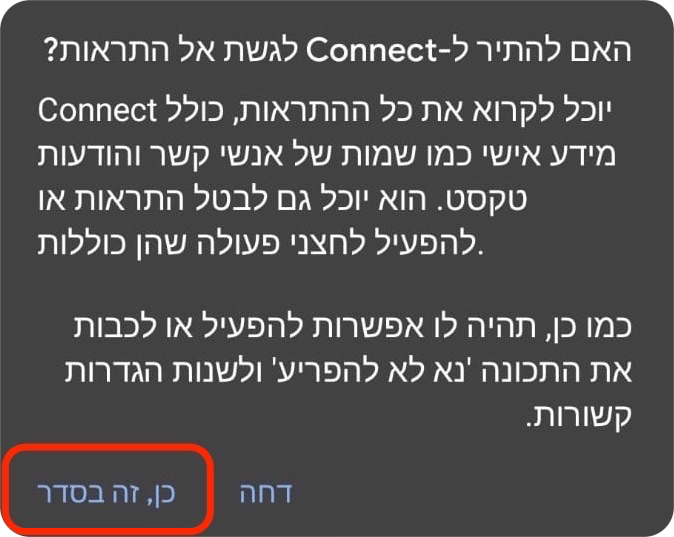 האם להתיר ל-Connect לגשת אל התראות?
Connect יוכל לקרוא את כל ההתראות, כולל
מידע אישי כמו שמות של אנשי קשר והודעות
טקסט. הוא יוכל גם לבטל התראות או
להפעיל לחצני פעולה שהן כוללות.
כמו כן, תהיה לו אפשרות להפעיל או לכבות
את התכונה 'נא לא להפריע' ולשנות הגדרות
קשורות.
דחה
כן, זה בסדר